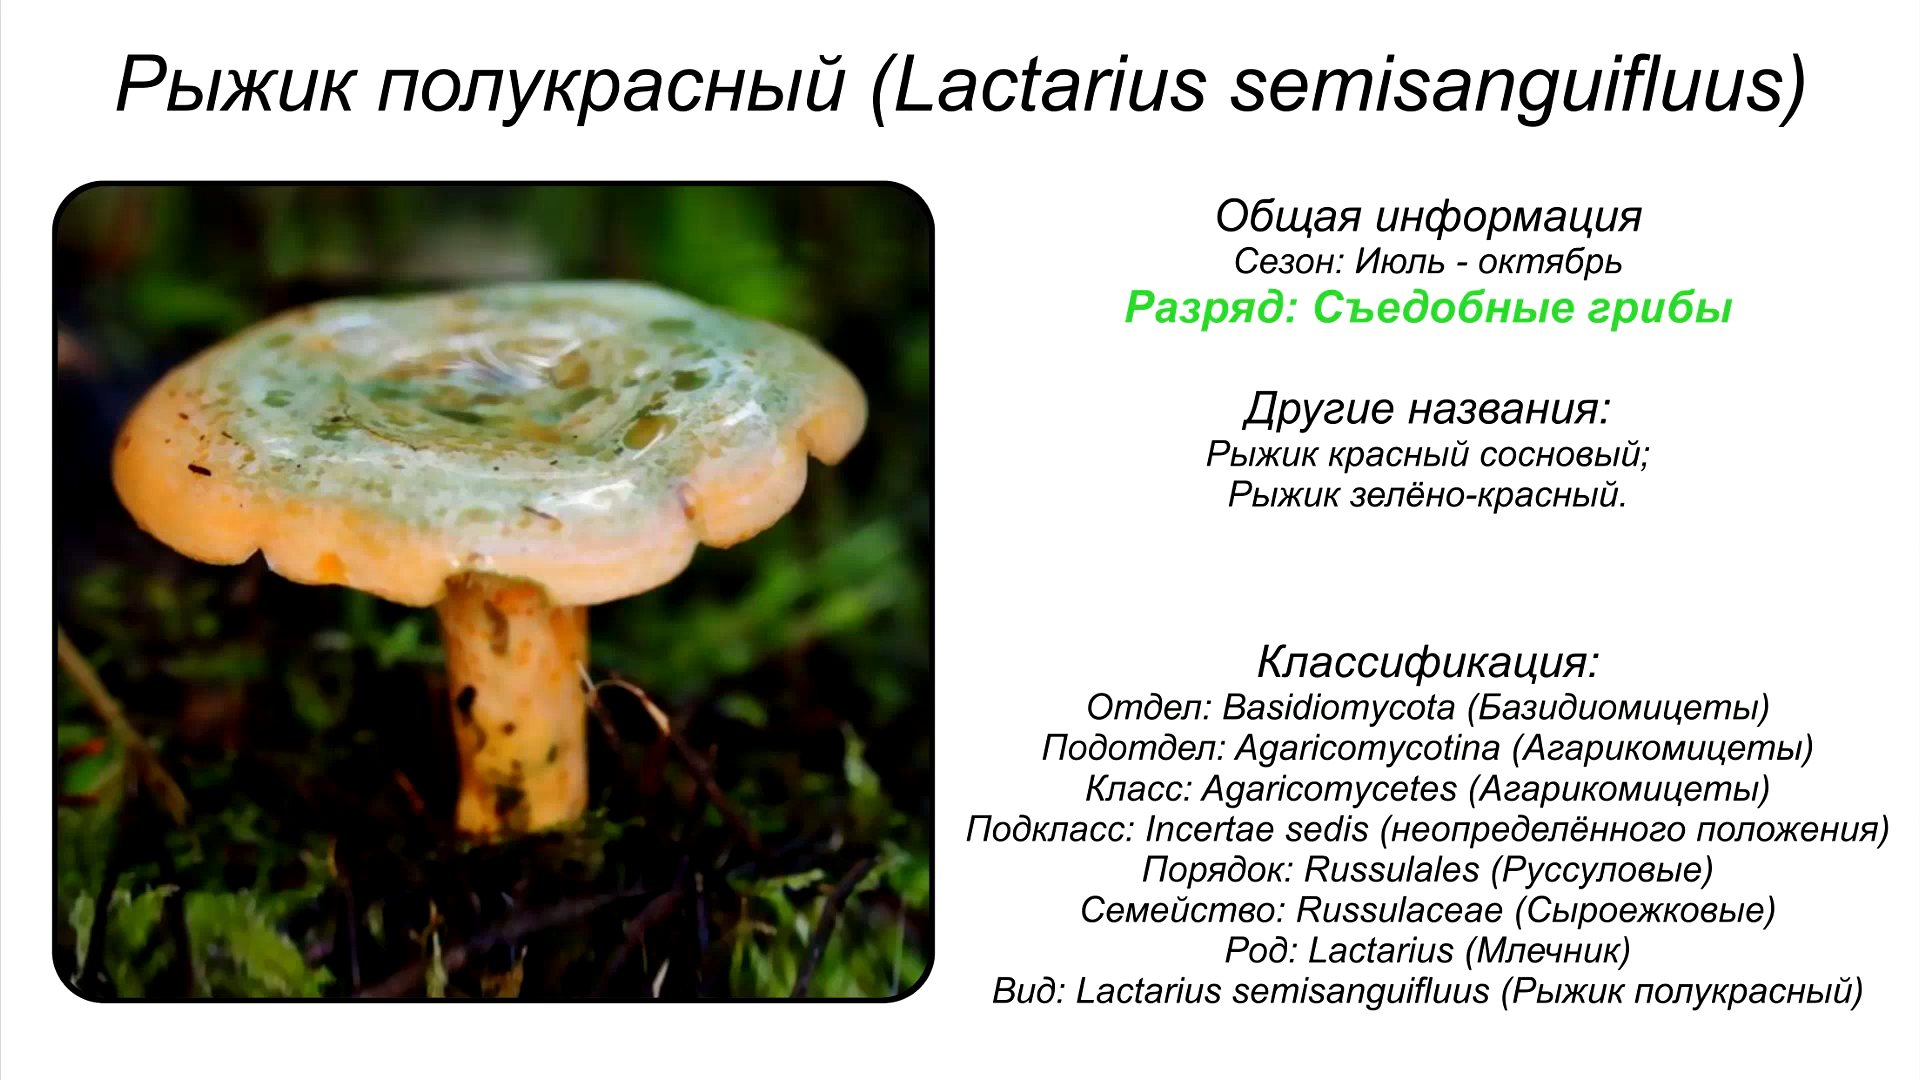 Рыжик полукрасный (Lactarius semisanguifluus)
Общая информация
Сезон: Июль - октябрь
Разряд: Съедобные грибы
Другие названия:
Рыжик красный сосновый;
Рыжик зелёно-красный.
Классификация:
Отдел: Basidiomycota (Базидиомицеты)
Подотдел: Agaricomycotina (Агарикомицеты)
Класс: Agaricomycetes (Агарикомицеты)
Подкласс: Incertae sedis (неопределённого положения)
Порядок: Russulales (Руссуловые)
Семейство: Russulaceae (Сыроежковые)
Род: Lactarius (Млечник)
Вид: Lactarius semisanguifluus (Рыжик полукрасный)